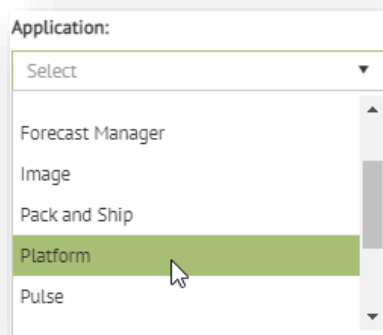 Application:
Select
Forecast Manager
Image
Pack and Ship
Platform
Pulse